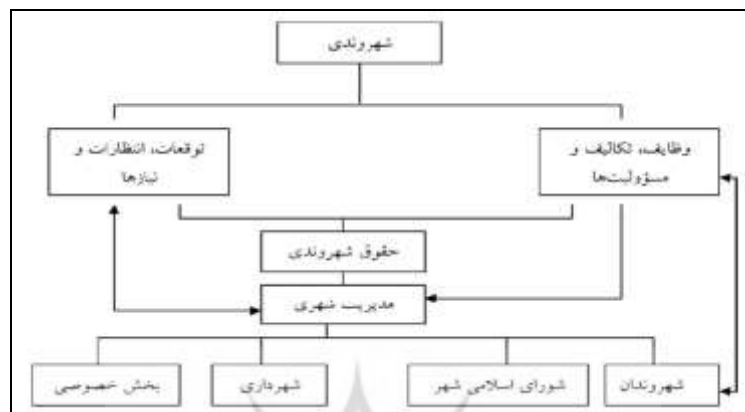 شهروندی
وظایف، تکالیف و
مسؤولیت‌ها
توقعات، انتظارات و
نیازها
حقوق شهروندی
مدیریت شهری
شهروندان
شورای اسلامی شهر
شهرداری
بخش خصوصی